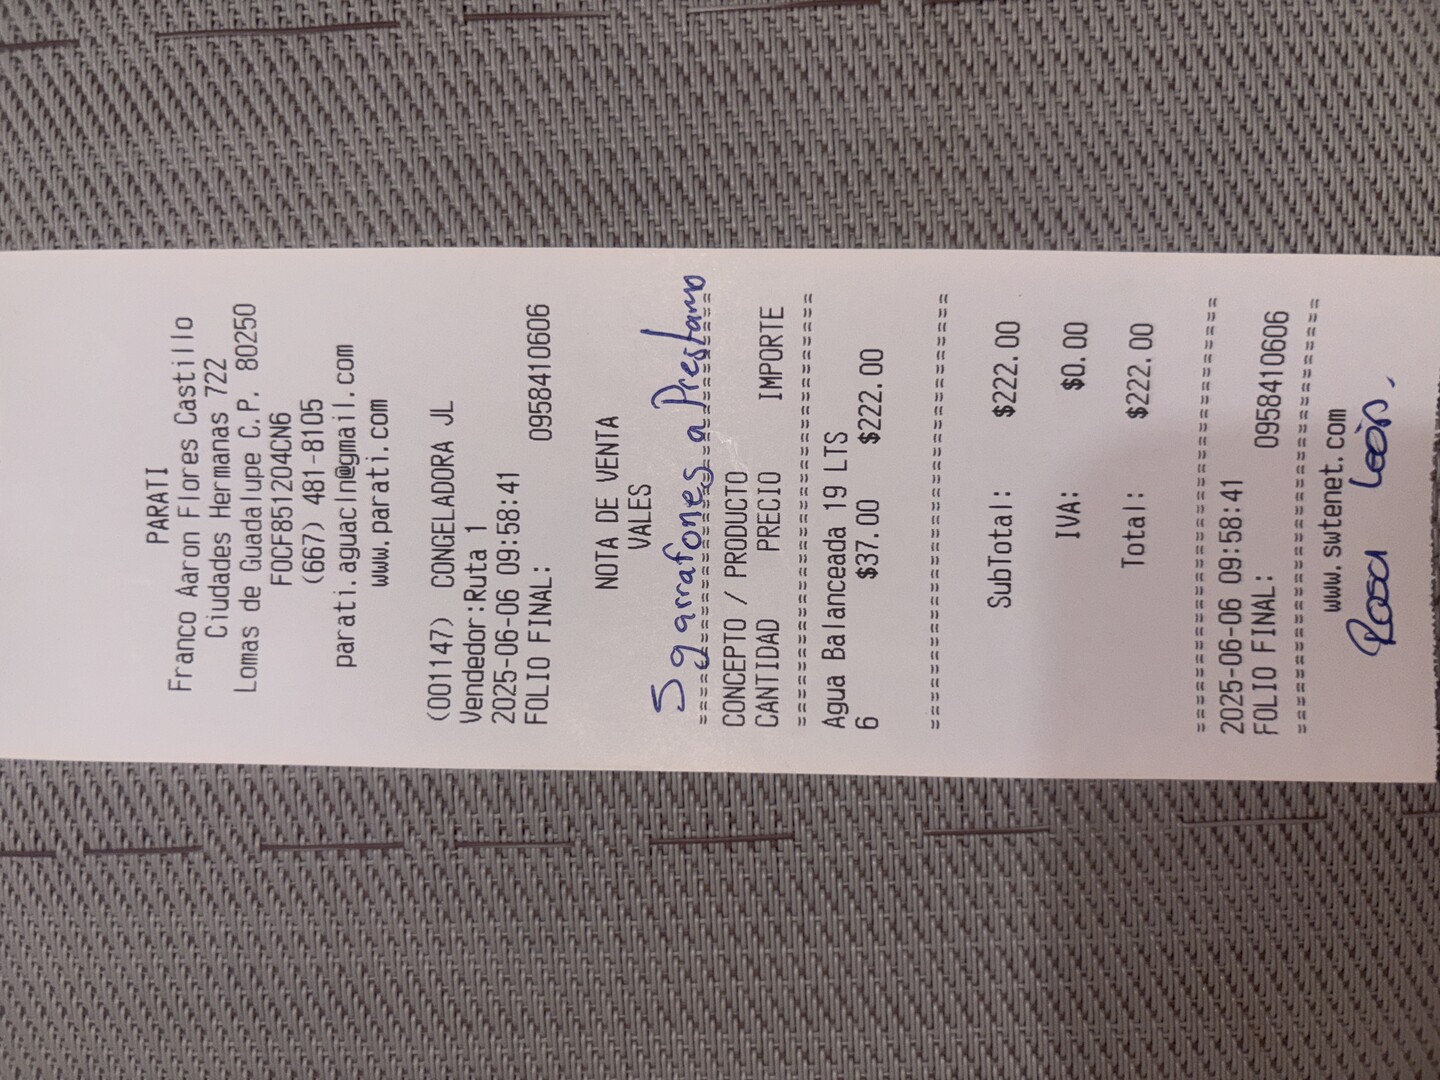 PARATI
Franco Aaron Flores Castillo
Ciudades Hermanas 722
Lomas de Guadalupe C.P. 80250
FOCF851204CN6
(667) 481-8105
parati.aguacln@gmail.com
www.parati.com
(001147) CONGELADORA JL
Vendedor:Ruta 1
2025-06-06 09:58:41
FOLIO FINAL: 0958410606
NOTA DE VENTA
VALES
5 garrafones a Prestamo
==============================
CONCEPTO / PRODUCTO
CANTIDAD PRECIO IMPORTE
==============================
Agua Balanceada 19 LTS
6 $37.00 $222.00
==============================
SubTotal: $222.00
IVA: $0.00
Total: $222.00
==============================
2025-06-06 09:58:41
FOLIO FINAL: 0958410606
==============================
www.swtenet.com
Rosa León.